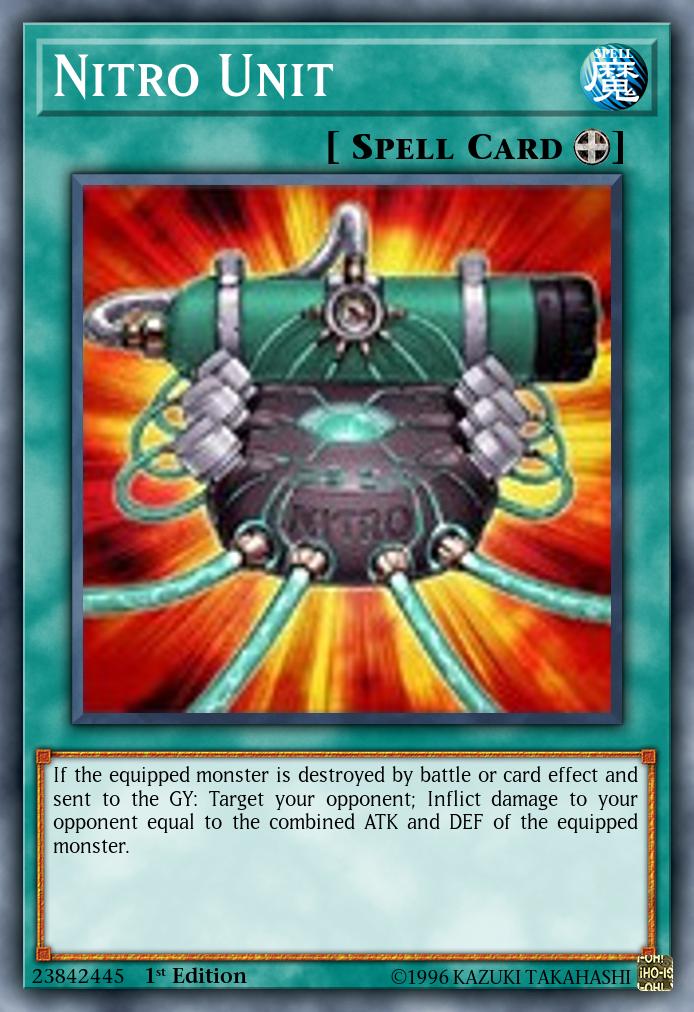 Nitro Unit
SPELL
魔
[ Spell Card ]
NITRO
If the equipped monster is destroyed by battle or card effect and
sent to the GY: Target your opponent; Inflict damage to your
opponent equal to the combined ATK and DEF of the equipped
monster.
23842445 1st Edition ©1996 KAZUKI TAKAHASHI